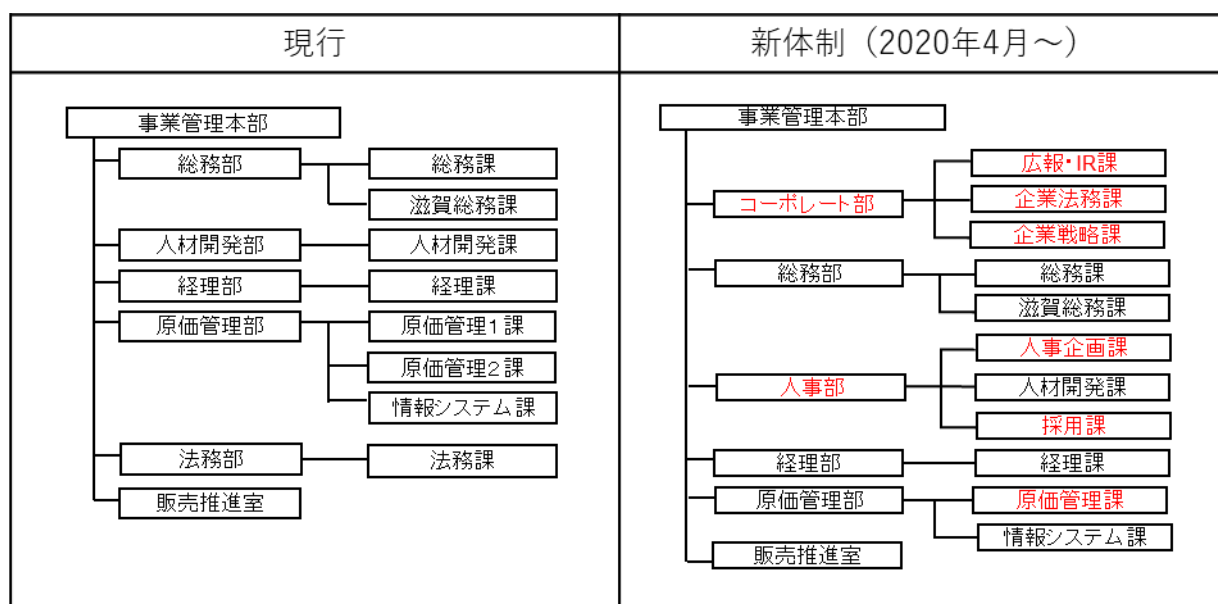 現行
事業管理本部
総務部
総務課
滋賀総務課
人材開発部
人材開発課
経理部
経理課
原価管理部
原価管理1課
原価管理2課
情報システム課
法務部
法務課
販売推進室
新体制（2020年4月～）
事業管理本部
コーポレート部
広報・IR課
企業法務課
企業戦略課
総務部
総務課
滋賀総務課
人事部
人事企画課
人材開発課
採用課
経理部
経理課
原価管理部
原価管理課
情報システム課
販売推進室